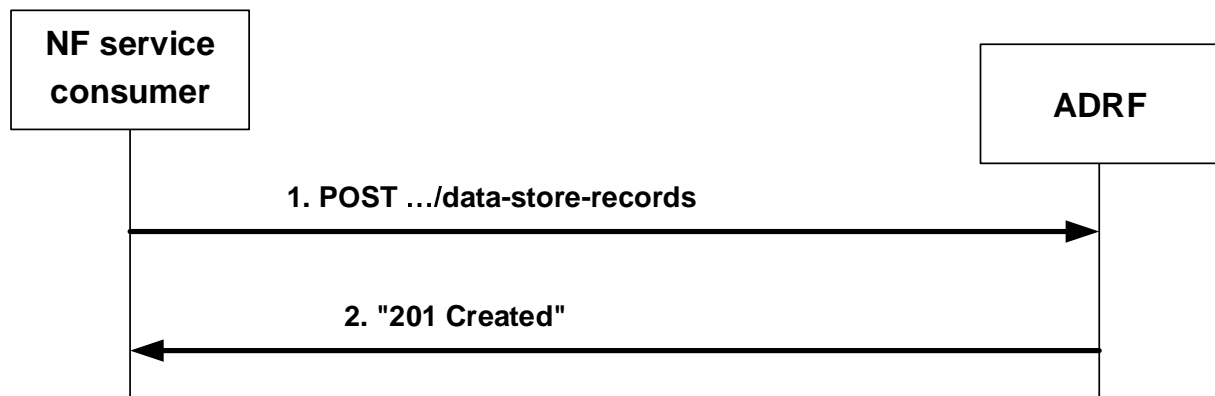 NF service
consumer
ADRF
1. POST …/data-store-records
2. "201 Created"